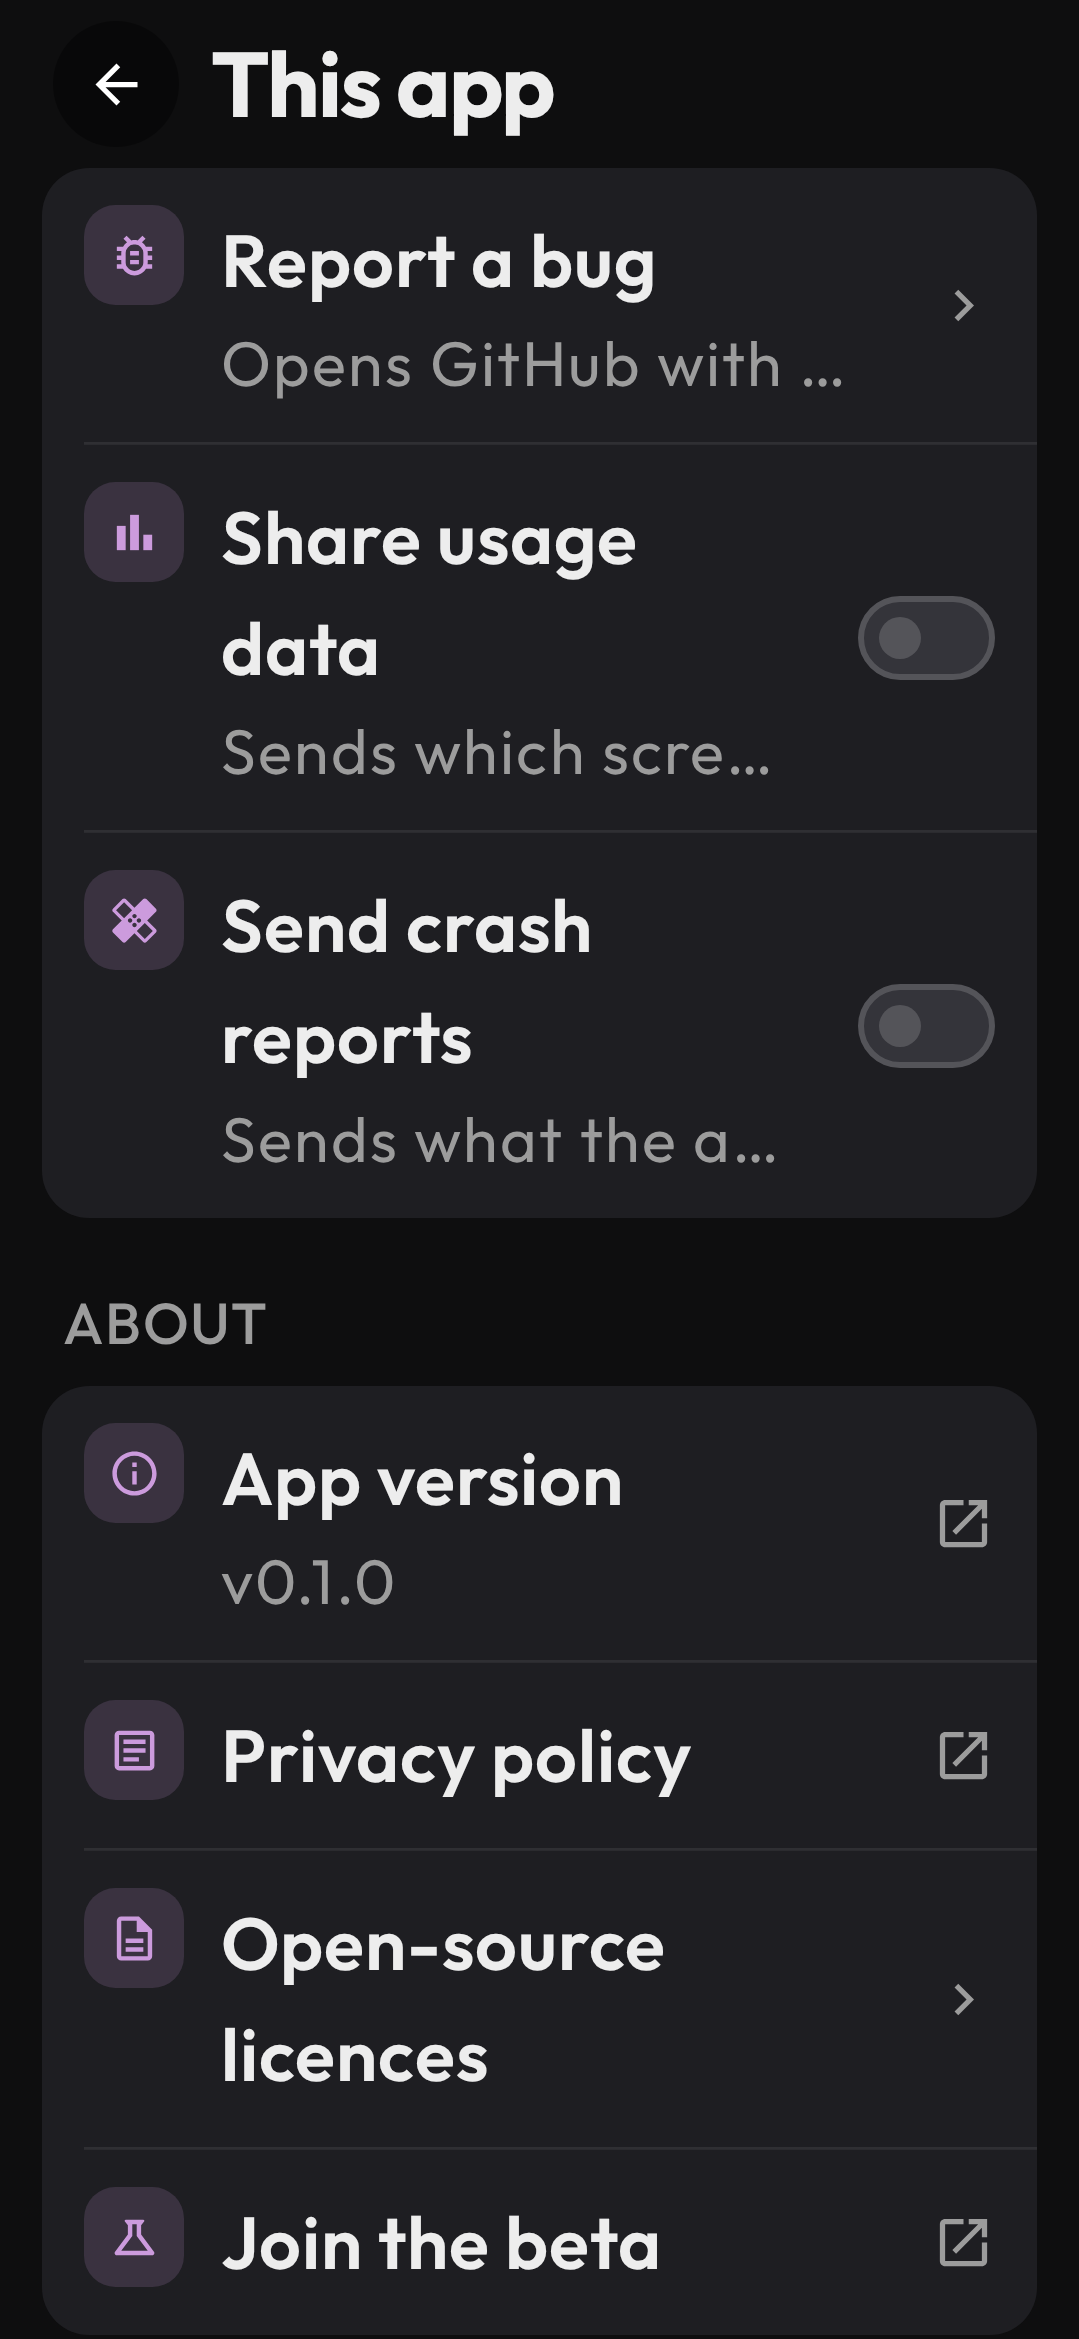 This app
Report a bug
Opens GitHub with ...
Share usage
data
Sends which scre...
Send crash
reports
Sends what the a...
ABOUT
App version
v0.1.0
Privacy policy
Open-source
licences
Join the beta